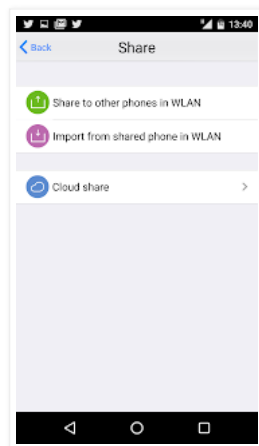 13:40
Back
Share
Share to other phones in WLAN
Import from shared phone in WLAN
Cloud share